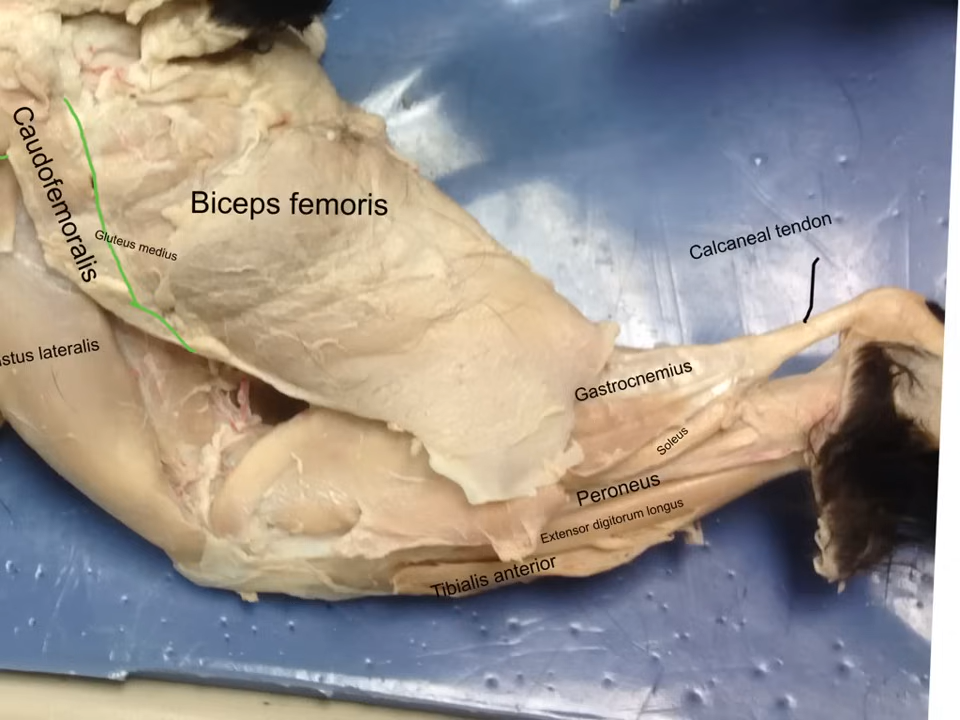 Caudofemoralis
Biceps femoris
Gluteus medius
Calcaneal tendon
stus lateralis
Gastrocnemius
Soleus
Peroneus
Extensor digitorum longus
Tibialis anterior